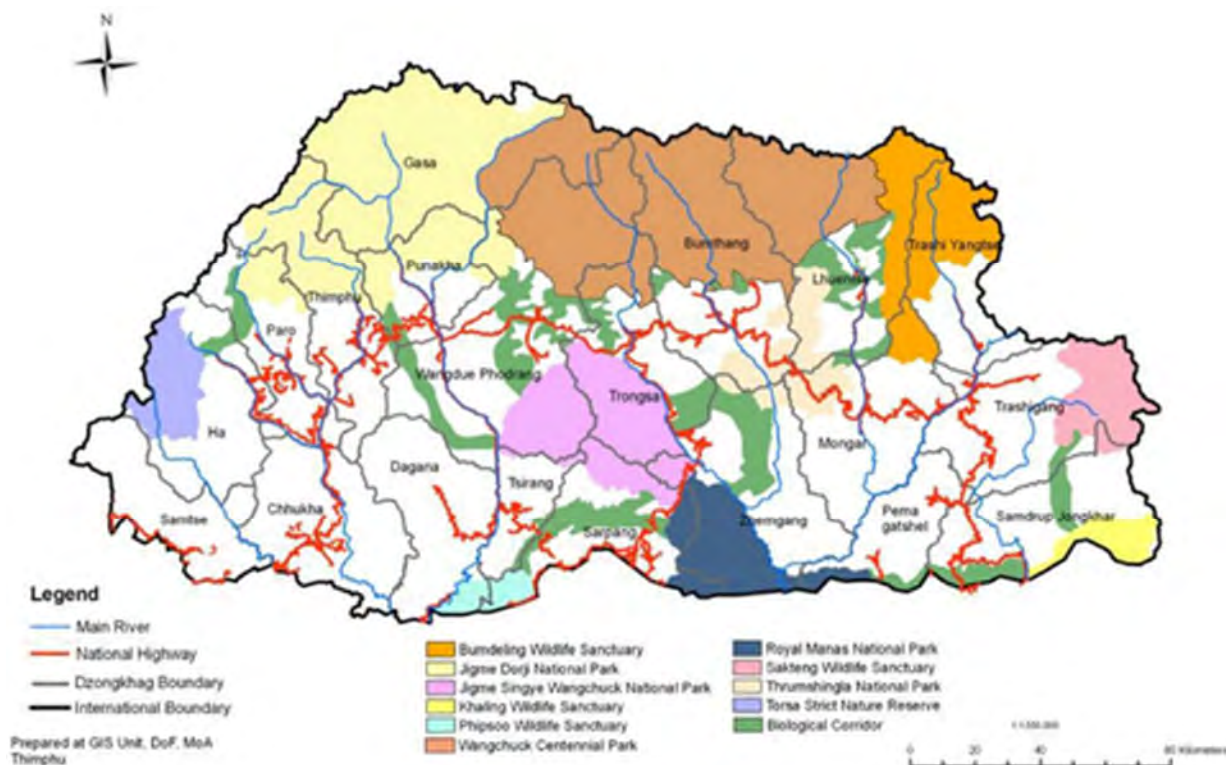 N
Gasa
Bumthang
Trashi Yangtse
Punakha
Lhuentse
Thimphu
Paro
Wangdue Phodrang
Trongsa
Trashigang
Ha
Mongar
Dagana
Tsirang
Chhukha
Pema
gatshel
Samtse
Zhemgang
Samdrup Jongkhar
Sarpang
Legend
Main River
National Highway
Dzongkhag Boundary
International Boundary
Bumdeling Wildlife Sanctuary
Jigme Dorji National Park
Jigme Singye Wangchuck National Park
Khaling Wildlife Sanctuary
Phipsoo Wildlife Sanctuary
Wangchuck Centennial Park
Royal Manas National Park
Sakteng Wildlife Sanctuary
Thrumshingla National Park
Torsa Strict Nature Reserve
Biological Corridor
Prepared at GIS Unit, DoF, MoA
Thimphu
0 20 40 80 Kilometers